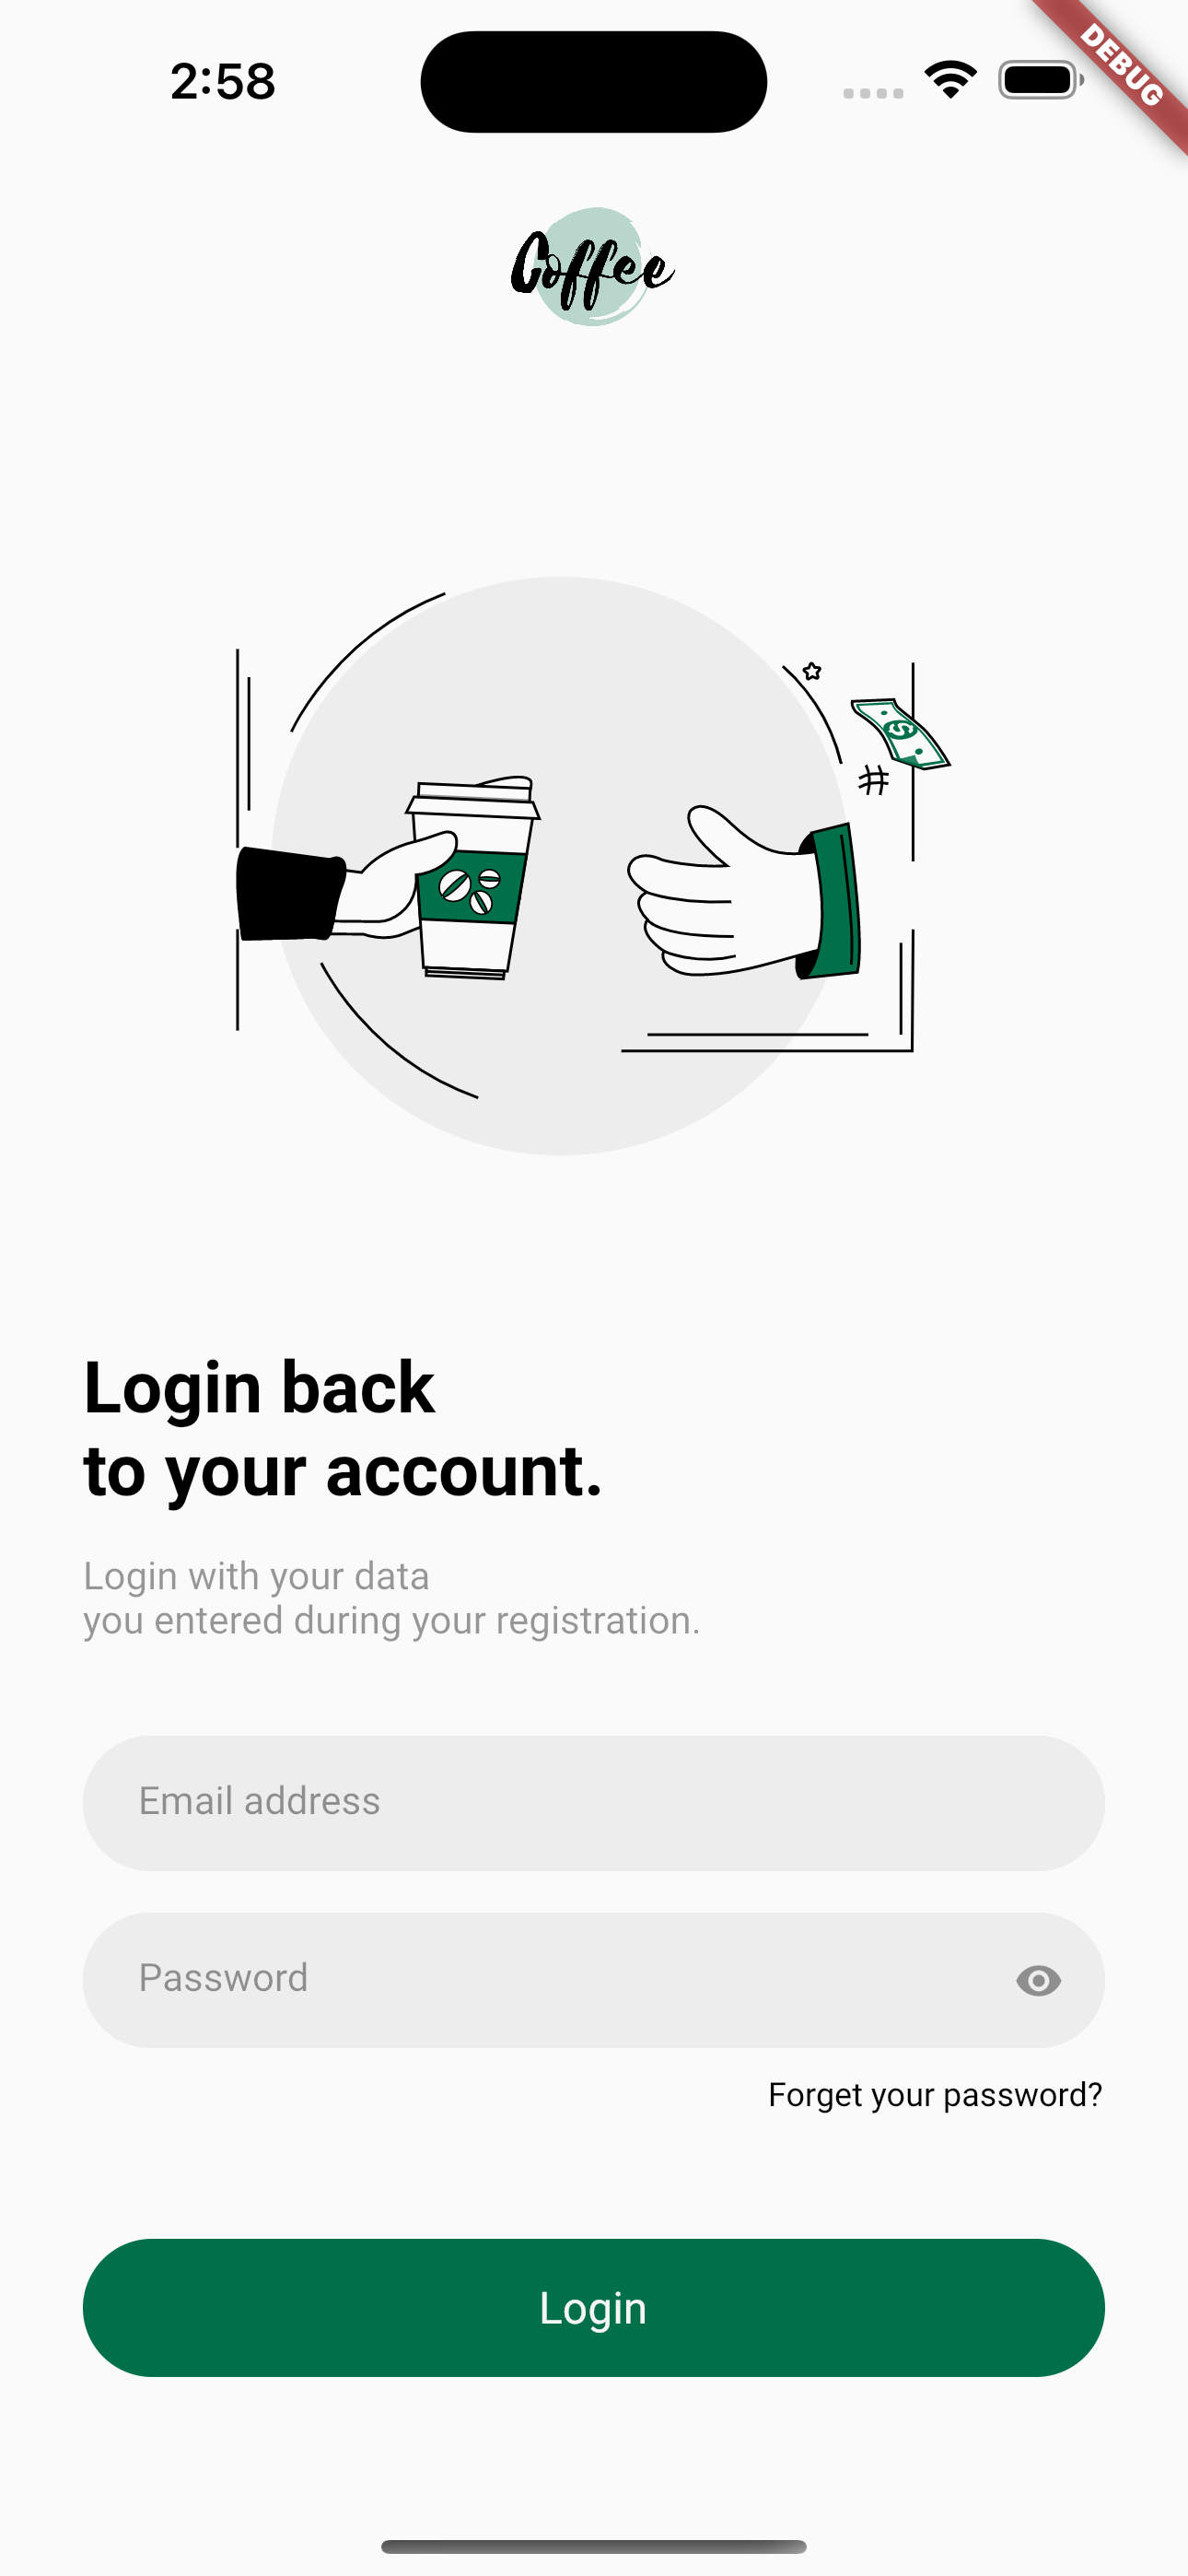 2:58
DEBUG
Coffee
Login back
to your account.
Login with your data
you entered during your registration.
Email address
Password
Forget your password?
Login